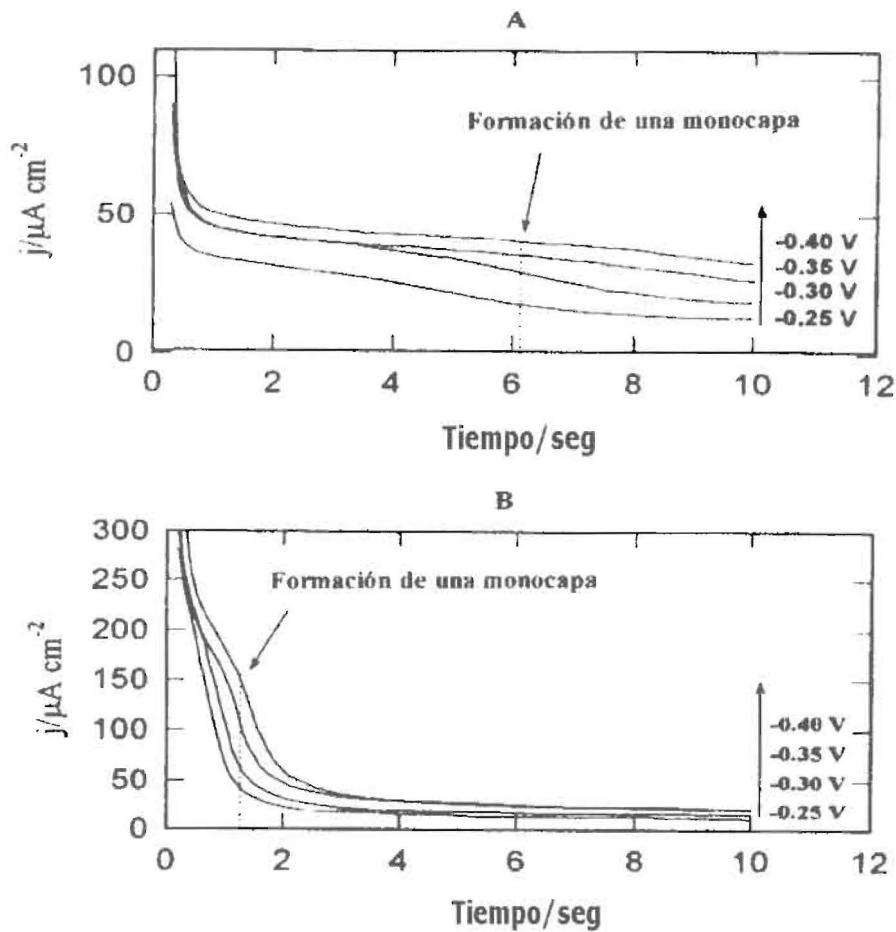 A
j/µA cm-2
100
50
0
Formación de una monocapa
-0.40 V
-0.35 V
-0.30 V
-0.25 V
0 2 4 6 8 10 12
Tiempo/seg
B
j/µA cm-2
300
250
200
150
100
50
0
Formación de una monocapa
-0.40 V
-0.35 V
-0.30 V
-0.25 V
0 2 4 6 8 10 12
Tiempo/seg